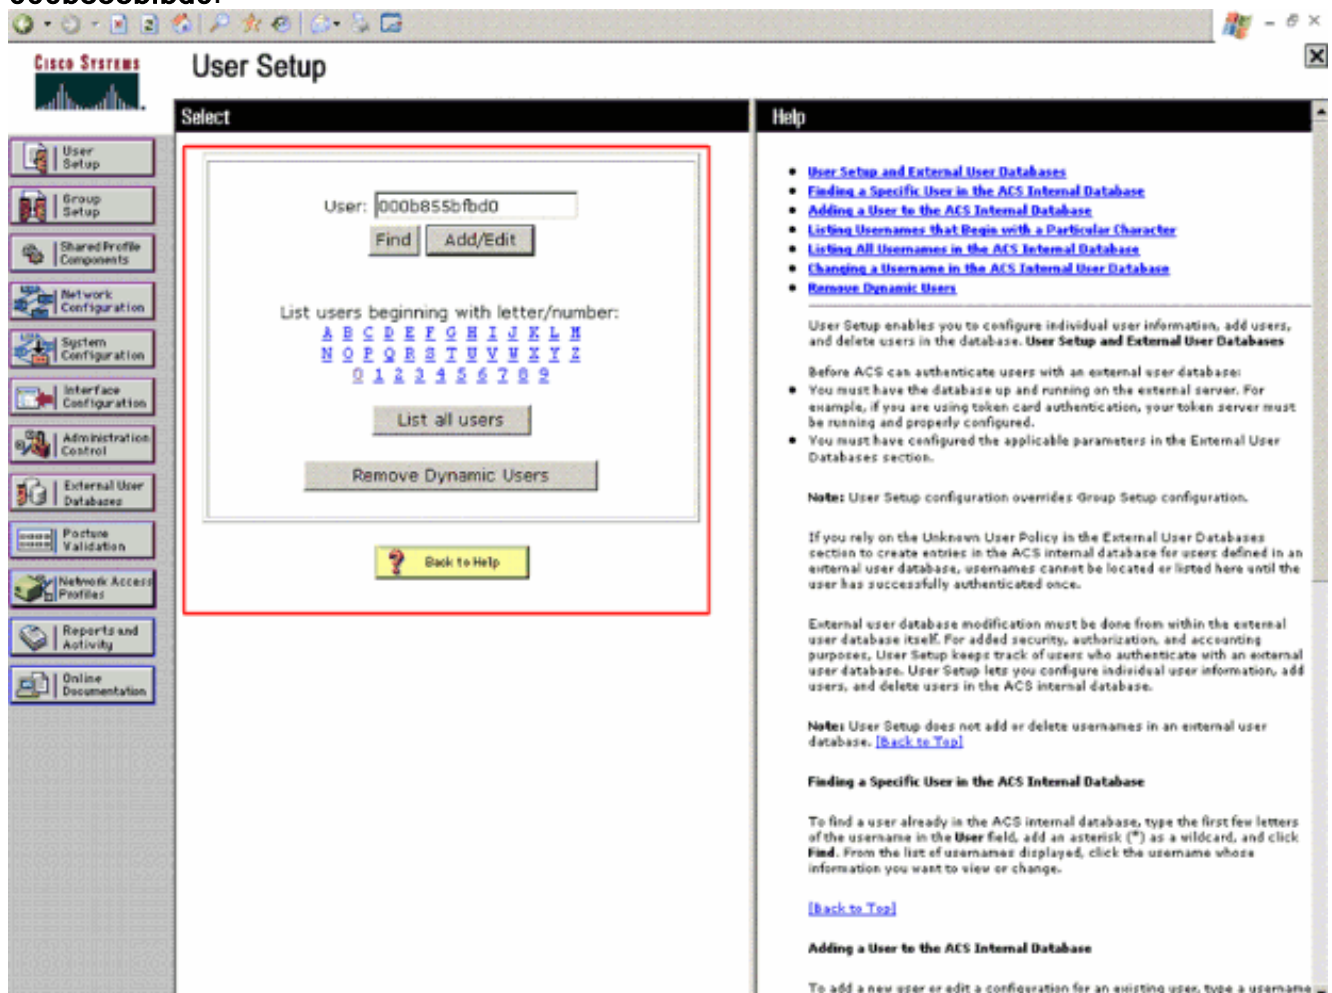 Cisco Systems
User Setup
Select
Help
User
Setup
Group
Setup
Shared Profile
Components
Network
Configuration
System
Configuration
Interface
Configuration
Administration
Control
External User
Databases
Posture
Validation
Network Access
Profiles
Reports and
Activity
Online
Documentation
User: 000b855bfbd0
Find Add/Edit
List users beginning with letter/number:
A B C D E F G H I J K L M
N O P Q R S T U V W X Y Z
0 1 2 3 4 5 6 7 8 9
List all users
Remove Dynamic Users
Back to Help
User Setup and External User Databases
Finding a Specific User in the ACS Internal Database
Adding a User to the ACS Internal Database
Listing Usernames that Begin with a Particular Character
Listing All Usernames in the ACS Internal Database
Changing a Username in the ACS Internal User Database
Remove Dynamic Users
User Setup enables you to configure individual user information, add users,
and delete users in the database. User Setup and External User Databases
Before ACS can authenticate users with an external user database:
You must have the database up and running on the external server. For
example, if you are using token card authentication, your token server must
be running and properly configured.
You must have configured the applicable parameters in the External User
Databases section.
Note: User Setup configuration overrides Group Setup configuration.
If you rely on the Unknown User Policy in the External User Databases
section to create entries in the ACS internal database for users defined in an
external user database, usernames cannot be located or listed here until the
user has successfully authenticated once.
External user database modification must be done from within the external
user database itself. For added security, authorization, and accounting
purposes, User Setup keeps track of users who authenticate with an external
user database. User Setup lets you configure individual user information, add
users, and delete users in the ACS internal database.
Note: User Setup does not add or delete usernames in an external user
database. [Back to Top]
Finding a Specific User in the ACS Internal Database
To find a user already in the ACS internal database, type the first few letters
of the username in the User field, add an asterisk (*) as a wildcard, and click
Find. From the list of usernames displayed, click the username whose
information you want to view or change.
[Back to Top]
Adding a User to the ACS Internal Database
To add a new user or edit a configuration for an existing user, type a username